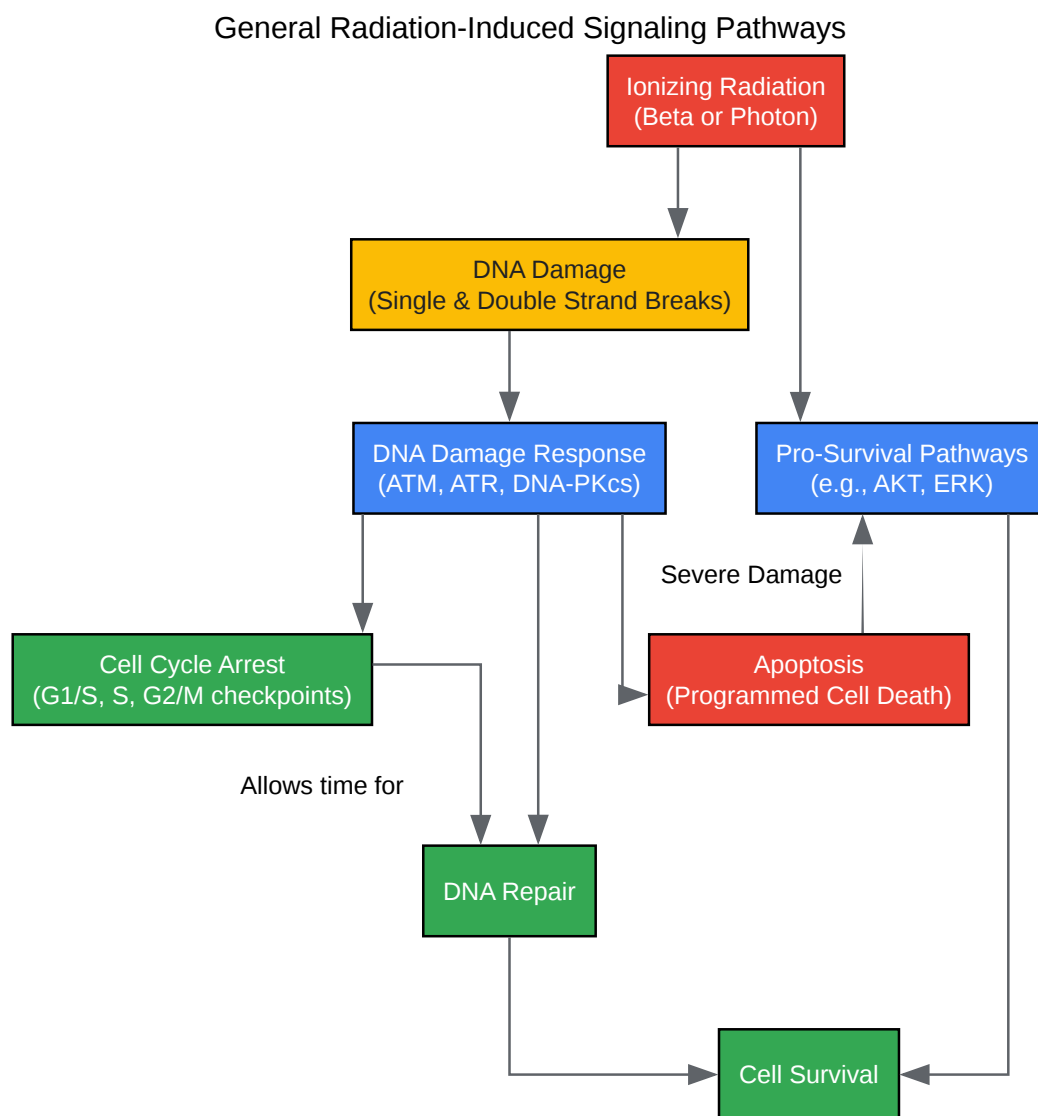 General Radiation-Induced Signaling Pathways
Ionizing Radiation
(Beta or Photon)
DNA Damage
(Single & Double Strand Breaks)
DNA Damage Response
(ATM, ATR, DNA-PKcs)
Pro-Survival Pathways
(e.g., AKT, ERK)
Severe Damage
Cell Cycle Arrest
(G1/S, S, G2/M checkpoints)
Apoptosis
(Programmed Cell Death)
Allows time for
DNA Repair
Cell Survival